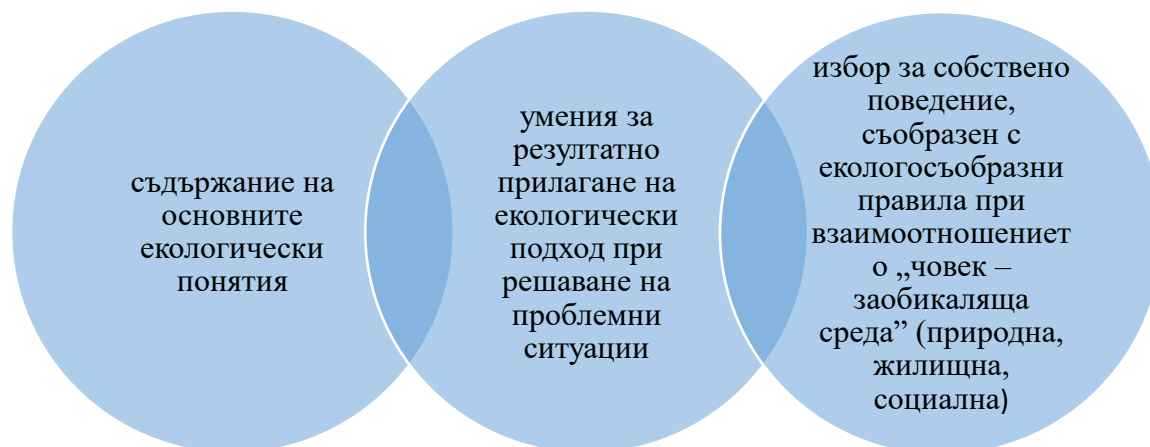 съдържание на
основните
екологически
понятия
умения за
резултатно
прилагане на
екологически
подход при
решаване на
проблемни
ситуации
избор за собствено
поведение,
съобразен с
екологосъобразни
правила при
взаимоотношениет
о „човек –
заобикаляща
среда” (природна,
жилищна,
социална)